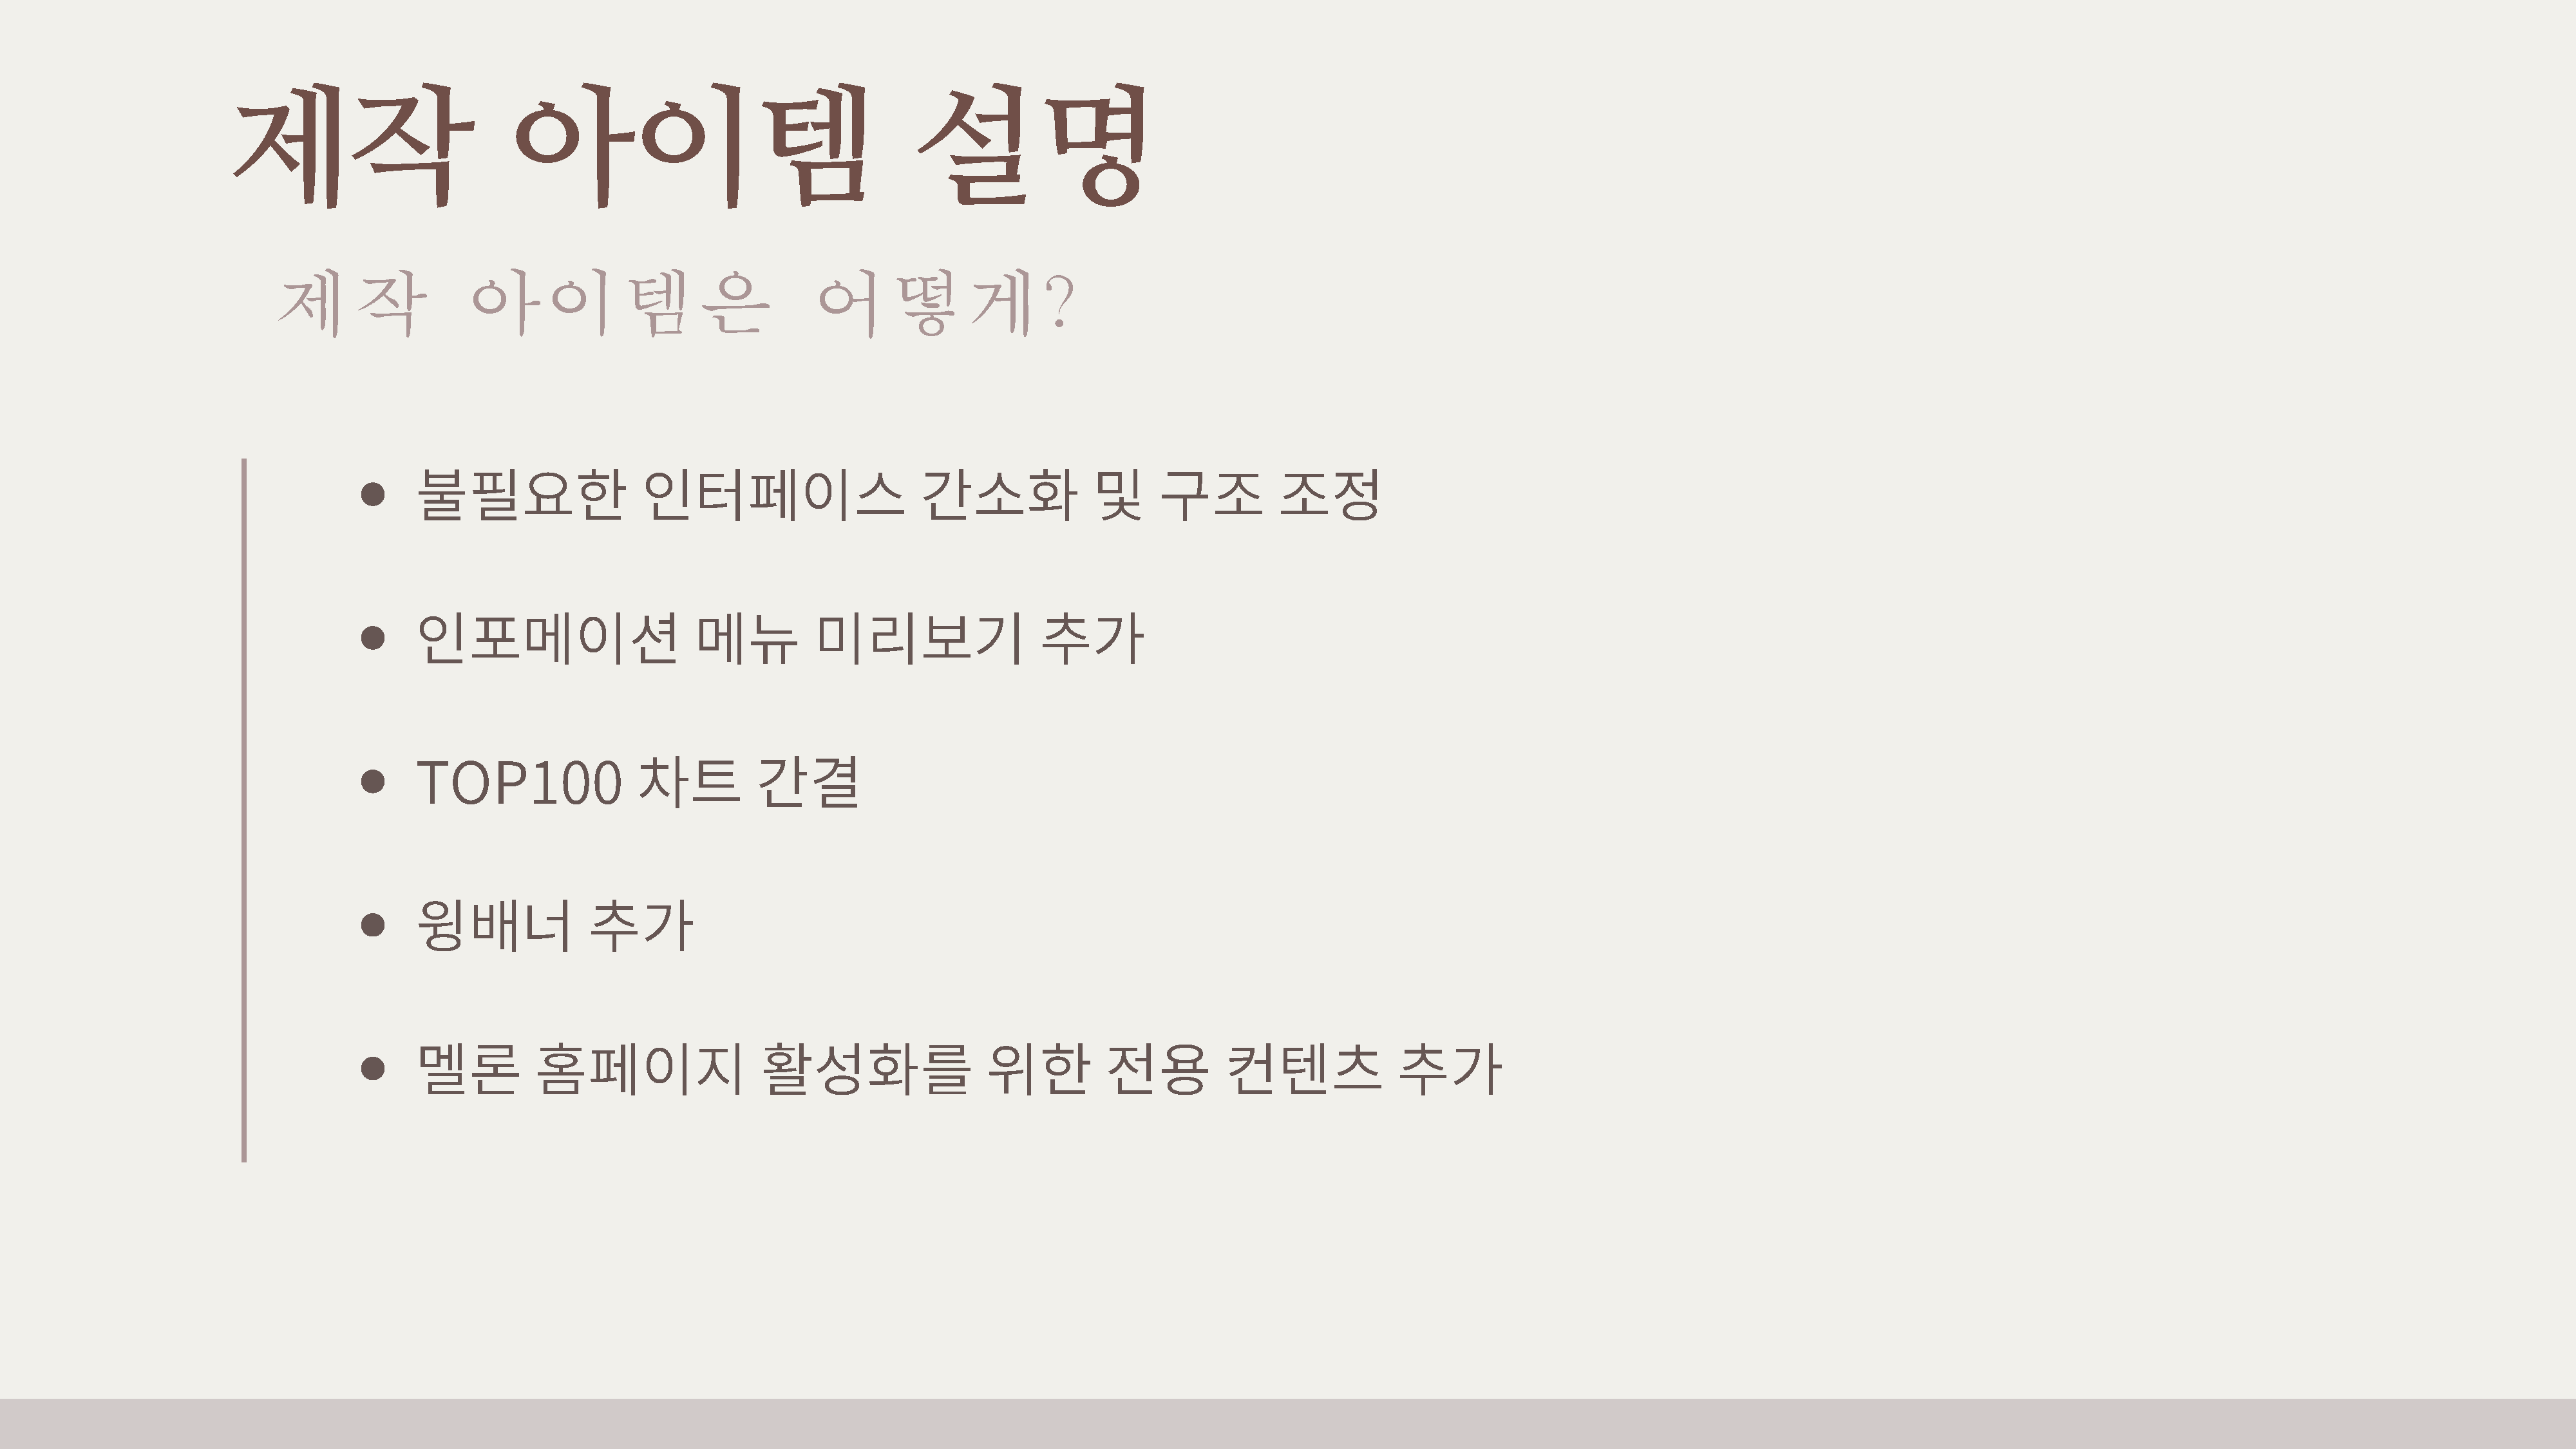 제작 아이템 설명
제작 아이템은 어떻게?
• 불필요한 인터페이스 간소화 및 구조 조정
• 인포메이션 메뉴 미리보기 추가
• TOP100 차트 간결
• 윙배너 추가
• 멜론 홈페이지 활성화를 위한 전용 컨텐츠 추가